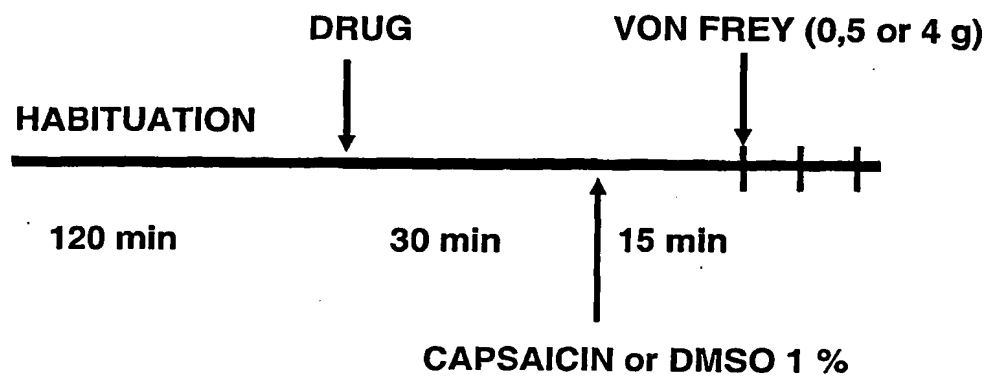 DRUG
VON FREY (0,5 or 4 g)
HABITUATION
120 min
30 min
15 min
CAPSAICIN or DMSO 1 %